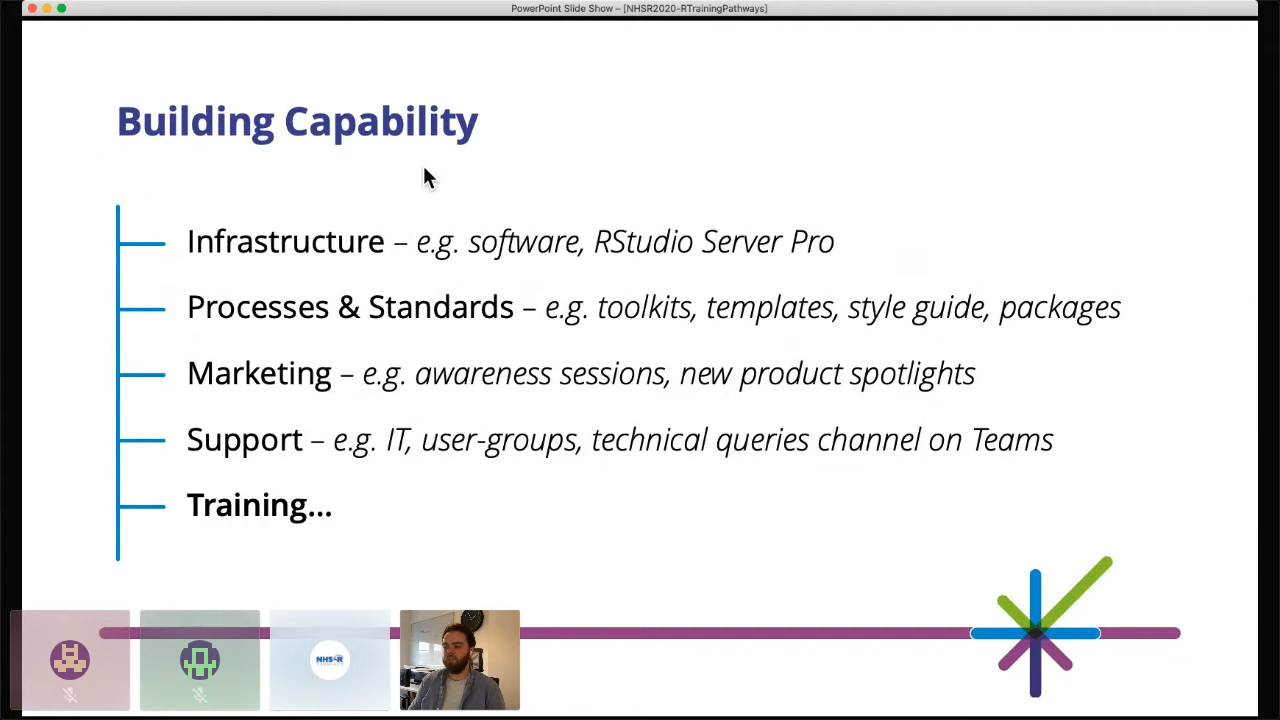 PowerPoint Slide Show – [NHSR2020-RTrainingPathways]
Building Capability
Infrastructure – e.g. software, RStudio Server Pro
Processes & Standards – e.g. toolkits, templates, style guide, packages
Marketing – e.g. awareness sessions, new product spotlights
Support – e.g. IT, user-groups, technical queries channel on Teams
Training...
NHS-R